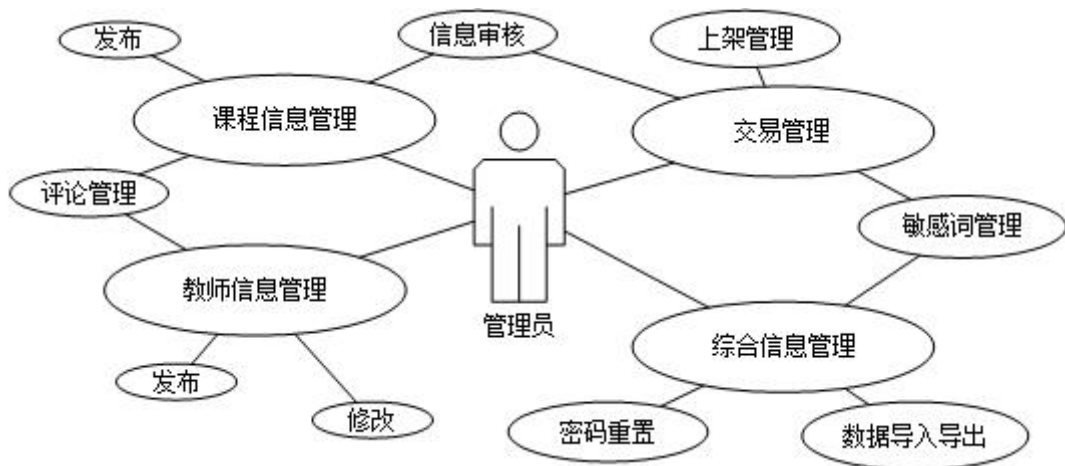 发布
信息审核
上架管理
课程信息管理
交易管理
评论管理
敏感词管理
教师信息管理
管理员
综合信息管理
发布
修改
密码重置
数据导入导出